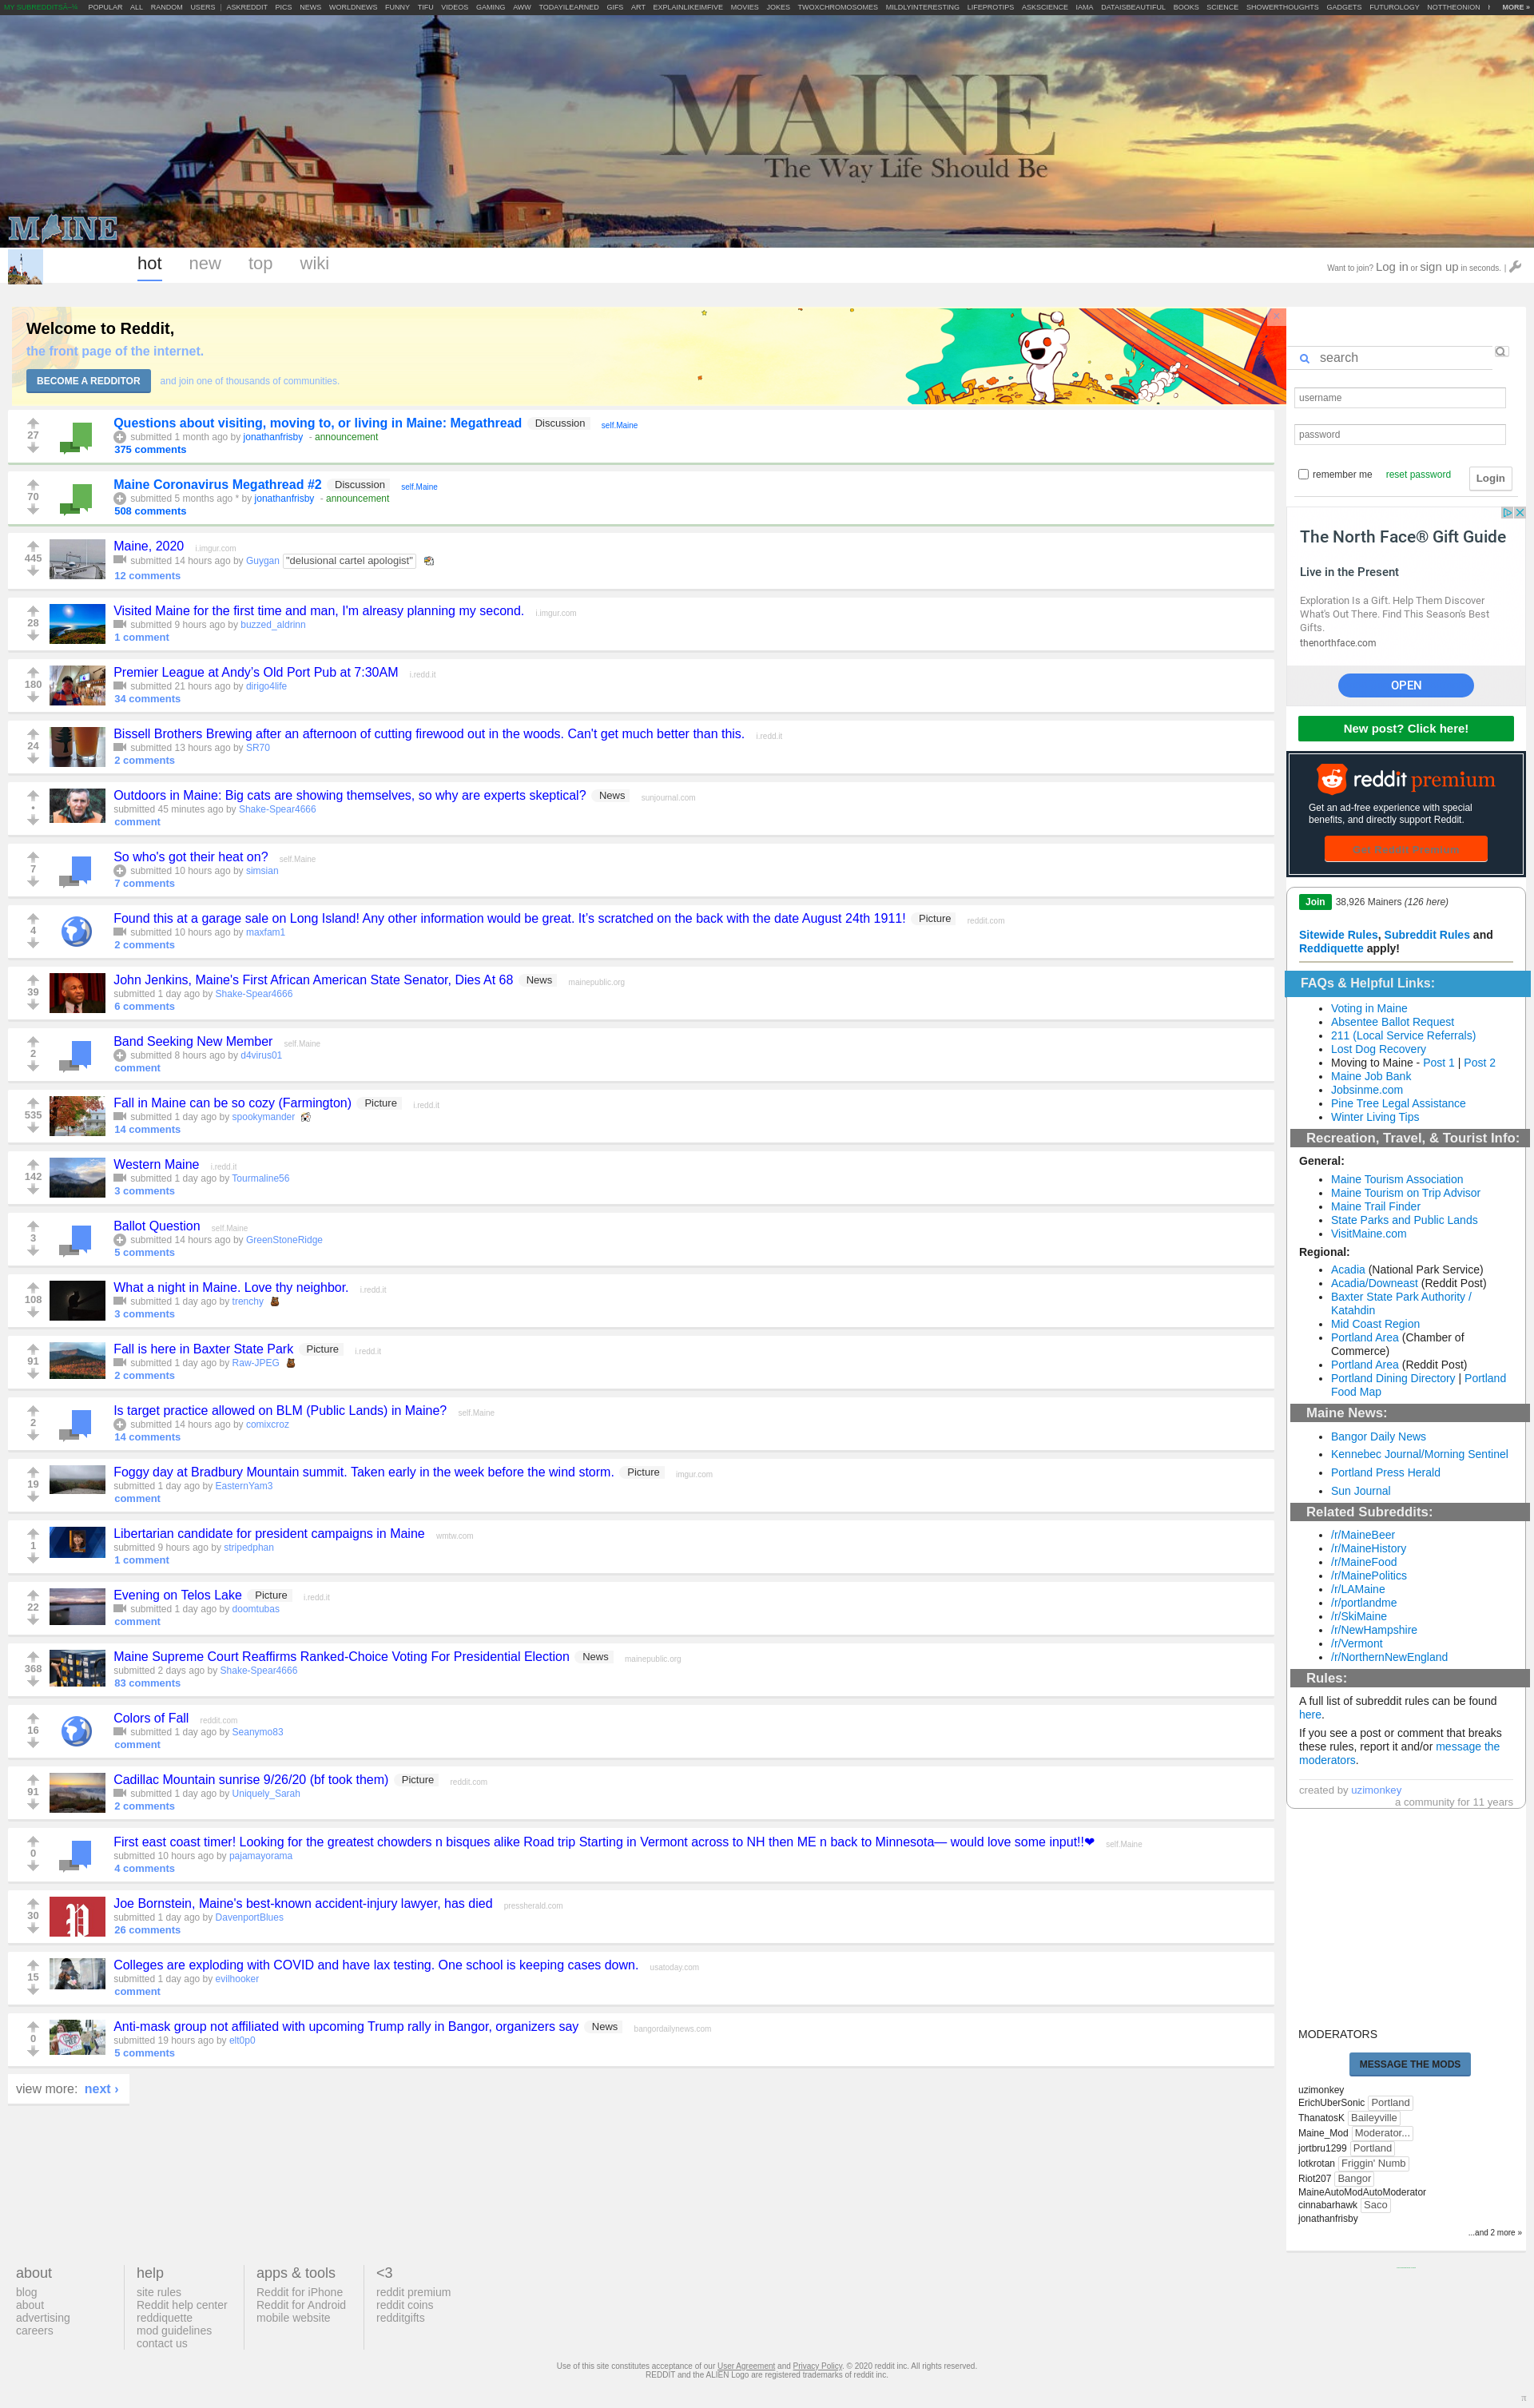 MY SUBREDDITS
POPULAR ALL RANDOM USERS | ASKREDDIT PICS NEWS WORLDNEWS FUNNY TIFU VIDEOS GAMING AWW TODAYILEARNED GIFS ART EXPLAINLIKEIMFIVE MOVIES JOKES TWOXCHROMOSOMES MILDLYINTERESTING LIFEPROTIPS ASKSCIENCE IAMA DATAISBEAUTIFUL BOOKS SCIENCE SHOWERTHOUGHTS GADGETS FUTUROLOGY NOTTHEONION MORE »
MAINE
The Way Life Should Be
MAINE
hot new top wiki
Want to join? Log in or sign up in seconds. |
Welcome to Reddit,
the front page of the internet.
BECOME A REDDITOR and join one of thousands of communities.
27
Questions about visiting, moving to, or living in Maine: Megathread Discussion self.Maine
submitted 1 month ago by jonathanfrisby - announcement
375 comments
70
Maine Coronavirus Megathread #2 Discussion self.Maine
submitted 5 months ago * by jonathanfrisby - announcement
508 comments
445
Maine, 2020 i.imgur.com
submitted 14 hours ago by Guygan "delusional cartel apologist"
12 comments
28
Visited Maine for the first time and man, I'm alreasy planning my second. i.imgur.com
submitted 9 hours ago by buzzed_aldrinn
1 comment
180
Premier League at Andy's Old Port Pub at 7:30AM i.redd.it
submitted 21 hours ago by dirigo4life
34 comments
24
Bissell Brothers Brewing after an afternoon of cutting firewood out in the woods. Can't get much better than this. i.redd.it
submitted 13 hours ago by SR70
2 comments
•
Outdoors in Maine: Big cats are showing themselves, so why are experts skeptical? News sunjournal.com
submitted 45 minutes ago by Shake-Spear4666
comment
7
So who's got their heat on? self.Maine
submitted 10 hours ago by simsian
7 comments
4
Found this at a garage sale on Long Island! Any other information would be great. It's scratched on the back with the date August 24th 1911! Picture reddit.com
submitted 10 hours ago by maxfam1
2 comments
39
John Jenkins, Maine's First African American State Senator, Dies At 68 News mainepublic.org
submitted 1 day ago by Shake-Spear4666
6 comments
2
Band Seeking New Member self.Maine
submitted 8 hours ago by d4virus01
comment
535
Fall in Maine can be so cozy (Farmington) Picture i.redd.it
submitted 1 day ago by spookymander
14 comments
142
Western Maine i.redd.it
submitted 1 day ago by Tourmaline56
3 comments
3
Ballot Question self.Maine
submitted 14 hours ago by GreenStoneRidge
5 comments
108
What a night in Maine. Love thy neighbor. i.redd.it
submitted 1 day ago by trenchy
3 comments
91
Fall is here in Baxter State Park Picture i.redd.it
submitted 1 day ago by Raw-JPEG
2 comments
2
Is target practice allowed on BLM (Public Lands) in Maine? self.Maine
submitted 14 hours ago by comixcroz
14 comments
19
Foggy day at Bradbury Mountain summit. Taken early in the week before the wind storm. Picture imgur.com
submitted 1 day ago by EasternYam3
comment
1
Libertarian candidate for president campaigns in Maine wmtw.com
submitted 9 hours ago by stripedphan
1 comment
22
Evening on Telos Lake Picture i.redd.it
submitted 1 day ago by doomtubas
comment
368
Maine Supreme Court Reaffirms Ranked-Choice Voting For Presidential Election News mainepublic.org
submitted 2 days ago by Shake-Spear4666
83 comments
16
Colors of Fall reddit.com
submitted 1 day ago by Seanymo83
comment
91
Cadillac Mountain sunrise 9/26/20 (bf took them) Picture reddit.com
submitted 1 day ago by Uniquely_Sarah
2 comments
0
First east coast timer! Looking for the greatest chowders n bisques alike Road trip Starting in Vermont across to NH then ME n back to Minnesota— would love some input!!❤ self.Maine
submitted 10 hours ago by pajamayorama
4 comments
30
Joe Bornstein, Maine's best-known accident-injury lawyer, has died pressherald.com
submitted 1 day ago by DavenportBlues
26 comments
15
Colleges are exploding with COVID and have lax testing. One school is keeping cases down. usatoday.com
submitted 1 day ago by evilhooker
comment
0
Anti-mask group not affiliated with upcoming Trump rally in Bangor, organizers say News bangordailynews.com
submitted 19 hours ago by elt0p0
5 comments
view more: next ›
search
username
password
remember me reset password Login
The North Face® Gift Guide
Live in the Present
Exploration Is a Gift. Help Them Discover
What's Out There. Find This Season's Best
Gifts.
thenorthface.com
OPEN
New post? Click here!
reddit premium
Get an ad-free experience with special
benefits, and directly support Reddit.
Get Reddit Premium
Join 38,926 Mainers (126 here)
Sitewide Rules, Subreddit Rules and
Reddiquette apply!
FAQs & Helpful Links:
Voting in Maine
Absentee Ballot Request
211 (Local Service Referrals)
Lost Dog Recovery
Moving to Maine - Post 1 | Post 2
Maine Job Bank
Jobsinme.com
Pine Tree Legal Assistance
Winter Living Tips
Recreation, Travel, & Tourist Info:
General:
Maine Tourism Association
Maine Tourism on Trip Advisor
Maine Trail Finder
State Parks and Public Lands
VisitMaine.com
Regional:
Acadia (National Park Service)
Acadia/Downeast (Reddit Post)
Baxter State Park Authority /
Katahdin
Mid Coast Region
Portland Area (Chamber of
Commerce)
Portland Area (Reddit Post)
Portland Dining Directory | Portland
Food Map
Maine News:
Bangor Daily News
Kennebec Journal/Morning Sentinel
Portland Press Herald
Sun Journal
Related Subreddits:
/r/MaineBeer
/r/MaineHistory
/r/MaineFood
/r/MainePolitics
/r/LAMaine
/r/portlandme
/r/SkiMaine
/r/NewHampshire
/r/Vermont
/r/NorthernNewEngland
Rules:
A full list of subreddit rules can be found
here.
If you see a post or comment that breaks
these rules, report it and/or message the
moderators.
created by uzimonkey
a community for 11 years
MODERATORS
MESSAGE THE MODS
uzimonkey
ErichUberSonic Portland
ThanatosK Baileyville
Maine_Mod Moderator...
jortbru1299 Portland
lotkrotan Friggin' Numb
Riot207 Bangor
MaineAutoModAutoModerator
cinnabarhawk Saco
jonathanfrisby
...and 2 more »
about
blog
about
advertising
careers
help
site rules
Reddit help center
reddiquette
mod guidelines
contact us
apps & tools
Reddit for iPhone
Reddit for Android
mobile website
<3
reddit premium
reddit coins
redditgifts
Use of this site constitutes acceptance of our User Agreement and Privacy Policy. © 2020 reddit inc. All rights reserved.
REDDIT and the ALIEN Logo are registered trademarks of reddit inc.
π